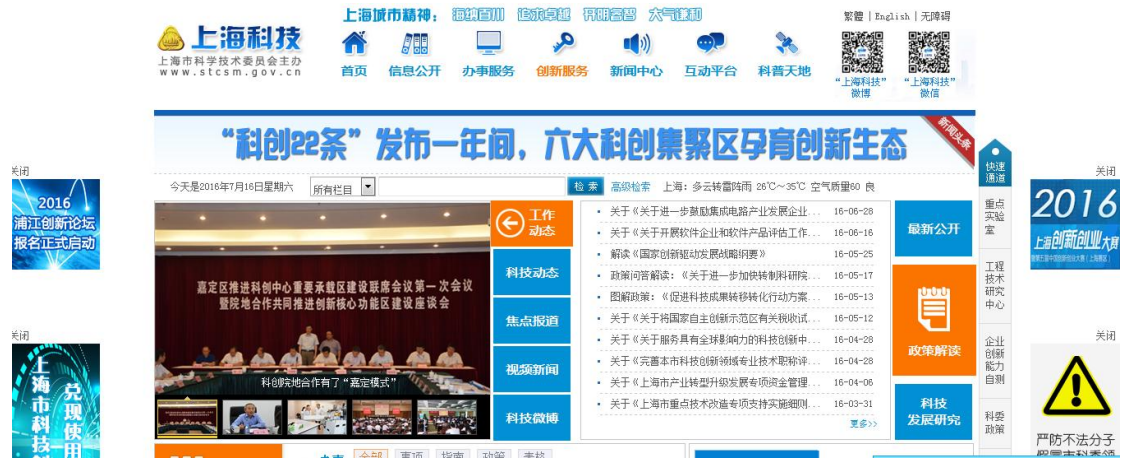 上海城市精神：海纳百川 追求卓越 开明睿智 大气谦和
繁體 | English | 无障碍
上海科技
上海市科学技术委员会主办
www.stcsm.gov.cn
首页 信息公开 办事服务 创新服务 新闻中心 互动平台 科普天地
“上海科技”
微博
“上海科技”
微信
“科创22条”发布一年间，六大科创集聚区孕育创新生态
新闻头条
今天是2016年7月16日星期六 所有栏目 检 索 高级检索 上海：多云转雷阵雨 26℃～35℃ 空气质量60 良
关闭
2016
浦江创新论坛
报名正式启动
关闭
上海市科技创
兑现使用
嘉定区推进科创中心重要承载区建设联席会议第一次会议
暨院地合作共同推进创新核心功能区建设座谈会
科创院地合作有了“嘉定模式”
工作
动态
科技动态
焦点报道
视频新闻
科技微博
关于《关于进一步鼓励集成电路产业发展企业... 16-06-28
关于《关于开展软件企业和软件产品评估工作... 16-06-16
解读《国家创新驱动发展战略纲要》 16-05-25
政策问答解读：《关于进一步加快转制科研院... 16-05-17
图解政策：《促进科技成果转移转化行动方案... 16-05-13
关于《关于将国家自主创新示范区有关税收试... 16-05-12
关于《关于服务具有全球影响力的科技创新中... 16-04-28
关于《完善本市科技创新领域专业技术职称评... 16-04-28
关于《上海市产业转型升级发展专项资金管理... 16-04-06
关于《上海市重点技术改造专项支持实施细则... 16-03-31
更多>>
最新公开
政策解读
科技
发展研究
快速
通道
重点
实验
室
工程
技术
研究
中心
企业
创新
能力
自测
科委
政策
关闭
2016
上海创新创业大赛
关闭
严防不法分子
假冒市科委领
全部 事项 指南 政策 表格